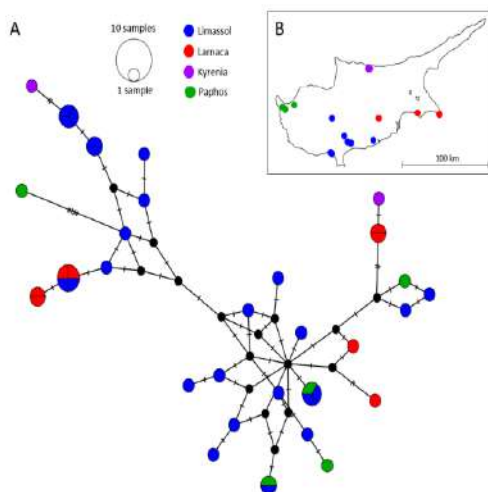 A
10 samples
1 sample
Limassol
Larnaca
Kyrenia
Paphos
B
100 km